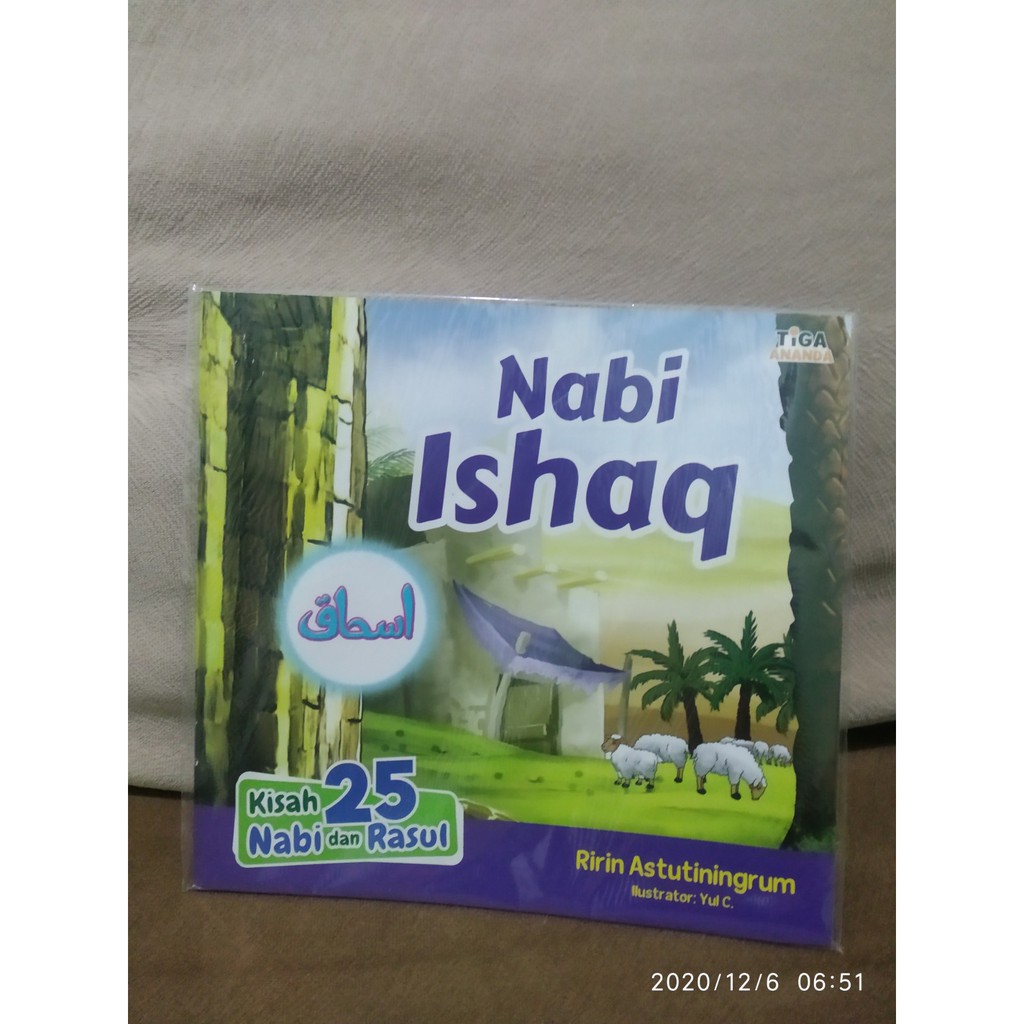 TiGA
ANANDA
Nabi
Ishaq
اسحاق
Kisah 25
Nabi dan Rasul
Ririn Astutiningrum
Ilustrator: Yul C.
2020/12/6 06:51